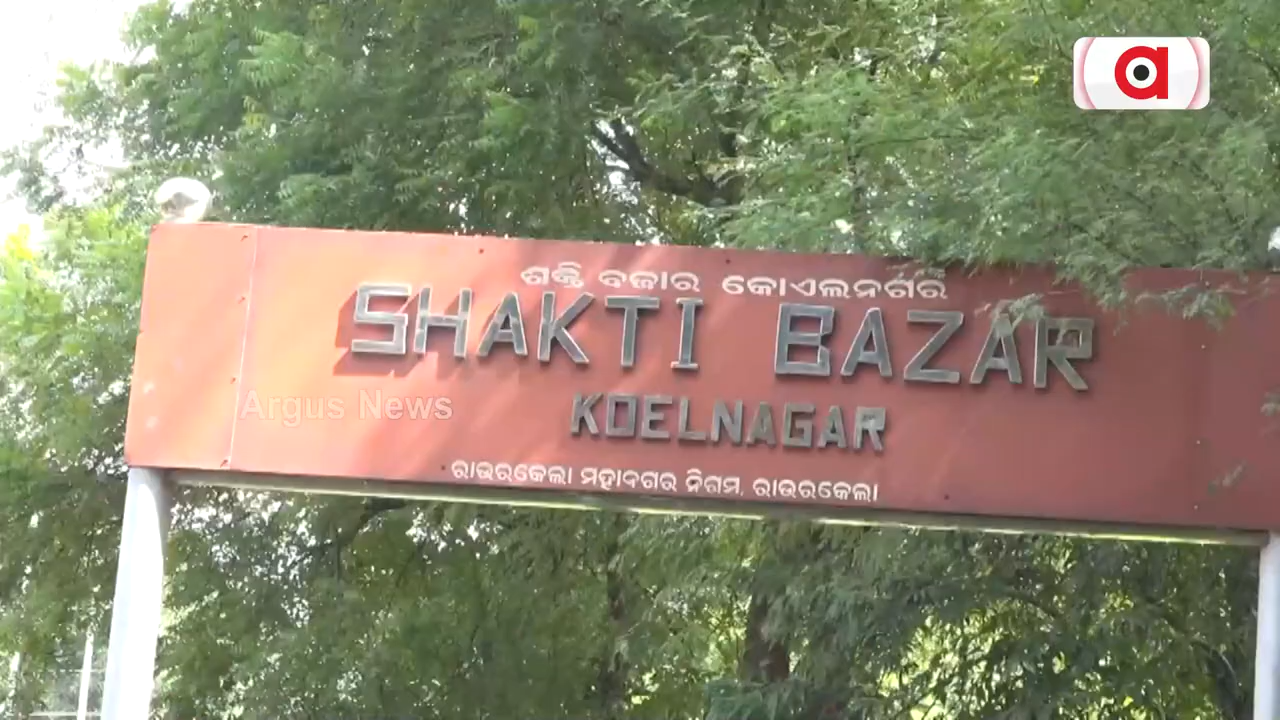 a
ଶକ୍ତି ବଜାର କୋଏଲନଗର
SHAKTI BAZAR
Argus News
KOELNAGAR
ରାଉରକେଲା ମହାନଗର ନିଗମ, ରାଉରକେଲା